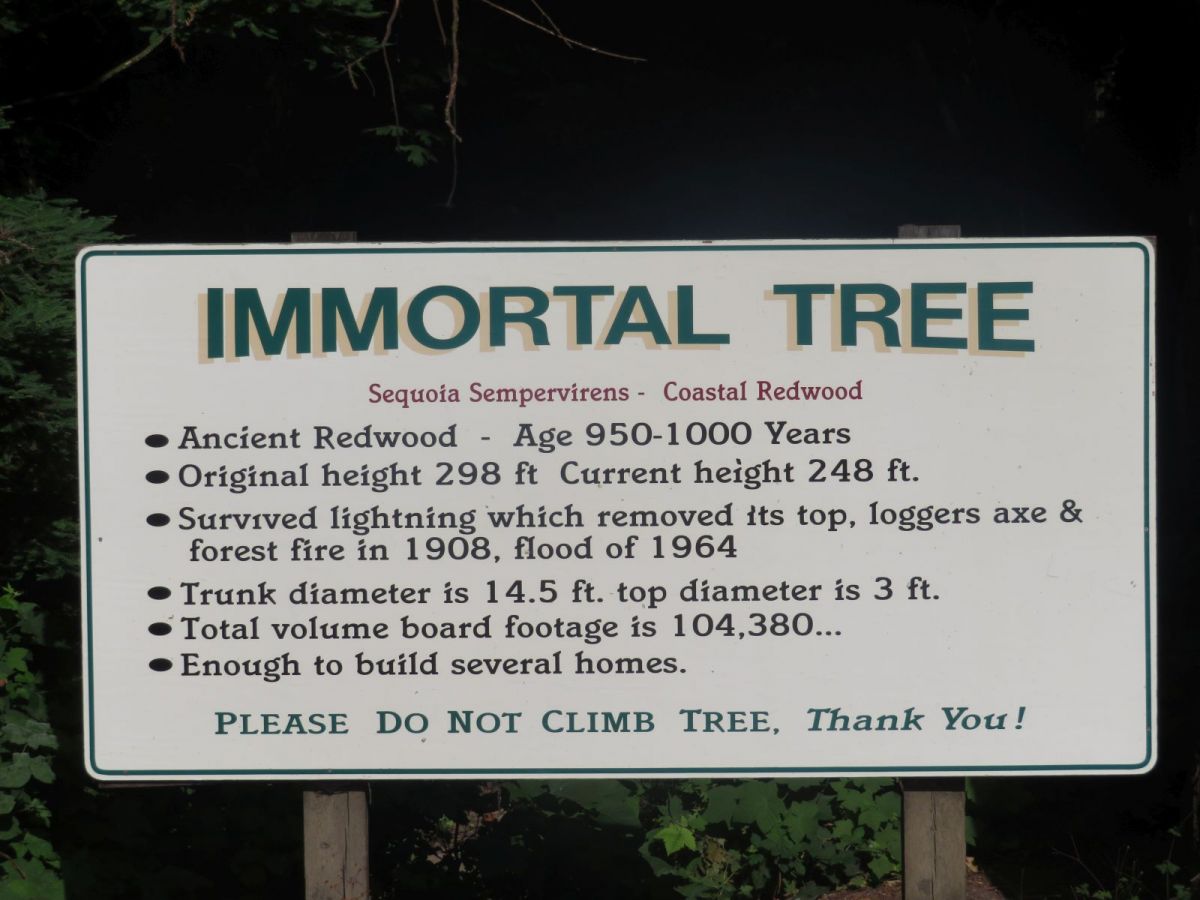 IMMORTAL TREE
Sequoia Sempervirens - Coastal Redwood
● Ancient Redwood - Age 950-1000 Years
● Original height 298 ft Current height 248 ft.
● Survived lightning which removed its top, loggers axe &
forest fire in 1908, flood of 1964
● Trunk diameter is 14.5 ft. top diameter is 3 ft.
● Total volume board footage is 104,380...
● Enough to build several homes.
PLEASE DO NOT CLIMB TREE, Thank You!